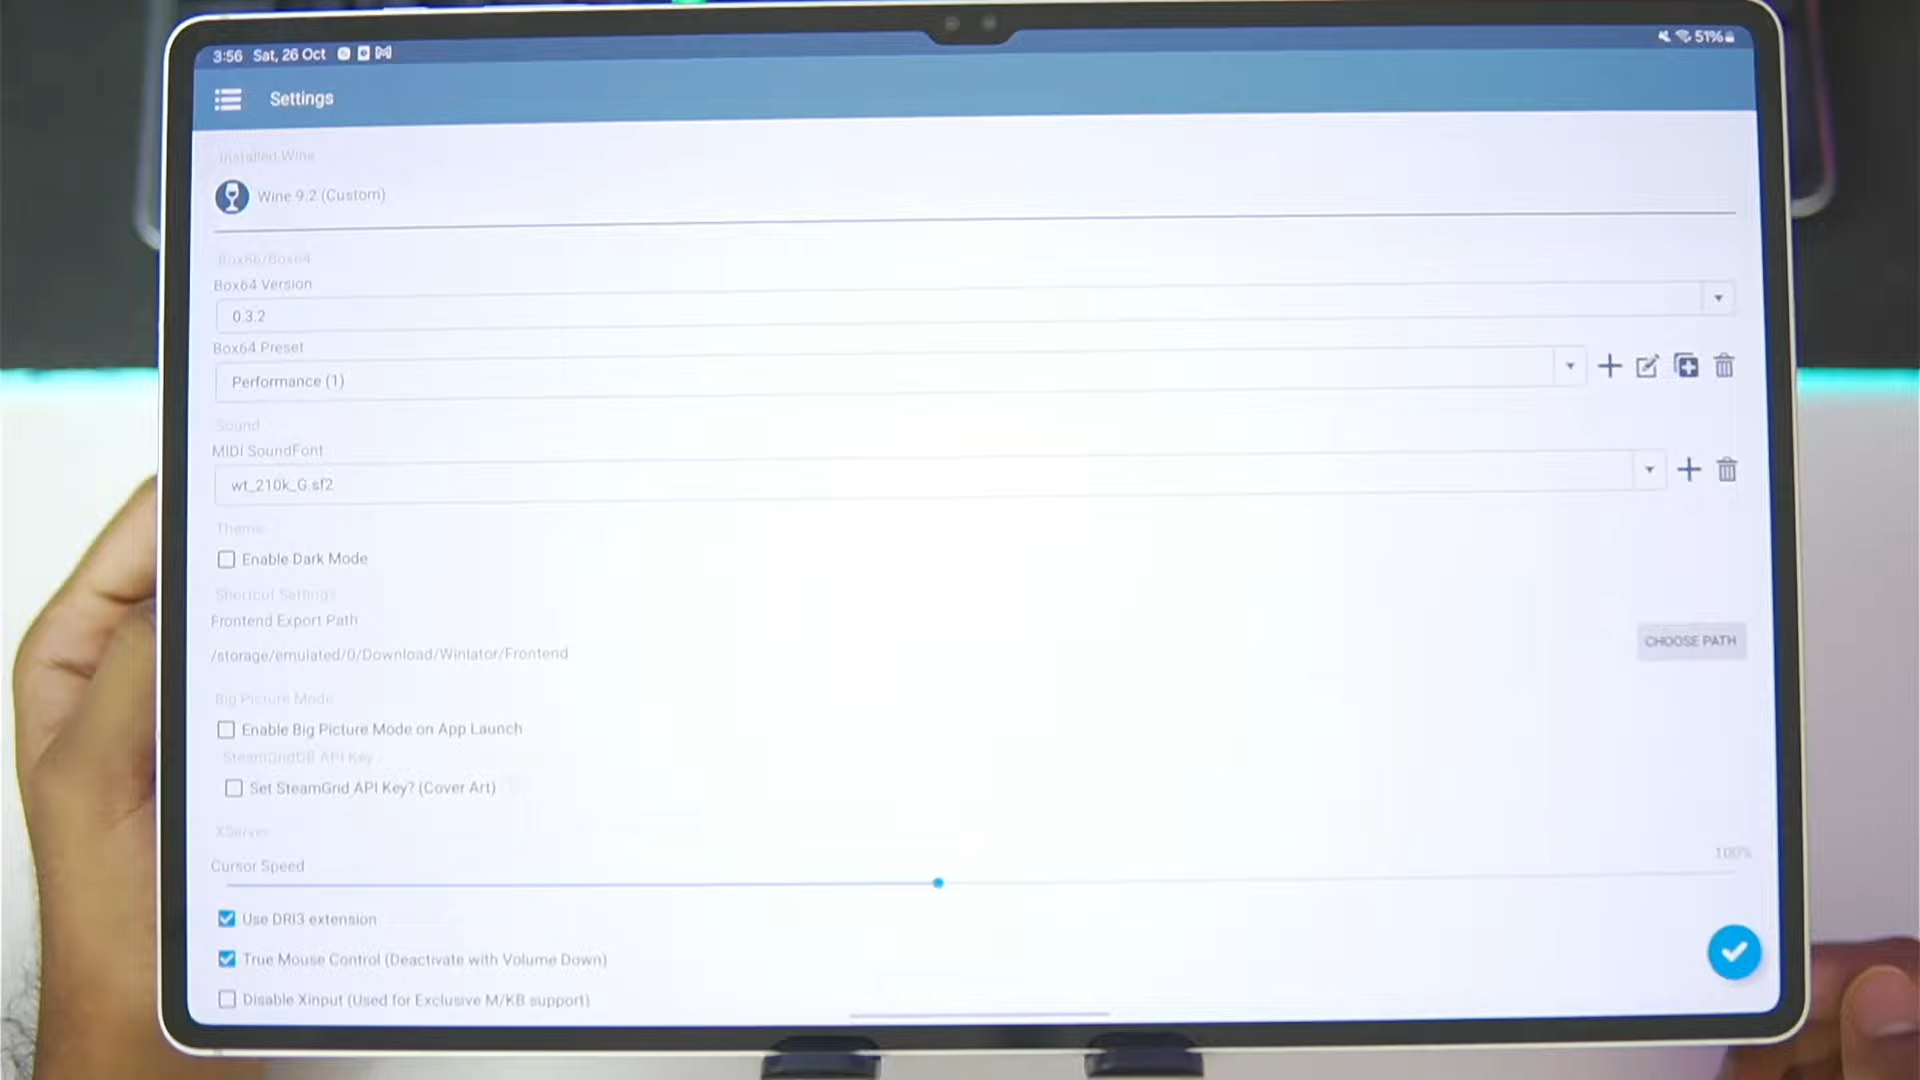 3:56 Sat, 26 Oct
51%
Settings
Installed Wine
Wine 9.2 (Custom)
Box86/Box64
Box64 Version
0.3.2
Box64 Preset
Performance (1)
Sound
MIDI SoundFont
wt_210k_G.sf2
Theme
Enable Dark Mode
Shortcut Settings
Frontend Export Path
/storage/emulated/0/Download/Winlator/Frontend
CHOOSE PATH
Big Picture Mode
Enable Big Picture Mode on App Launch
SteamGridDB API Key
Set SteamGrid API Key? (Cover Art)
XServer
Cursor Speed
100%
Use DRI3 extension
True Mouse Control (Deactivate with Volume Down)
Disable Xinput (Used for Exclusive M/KB support)